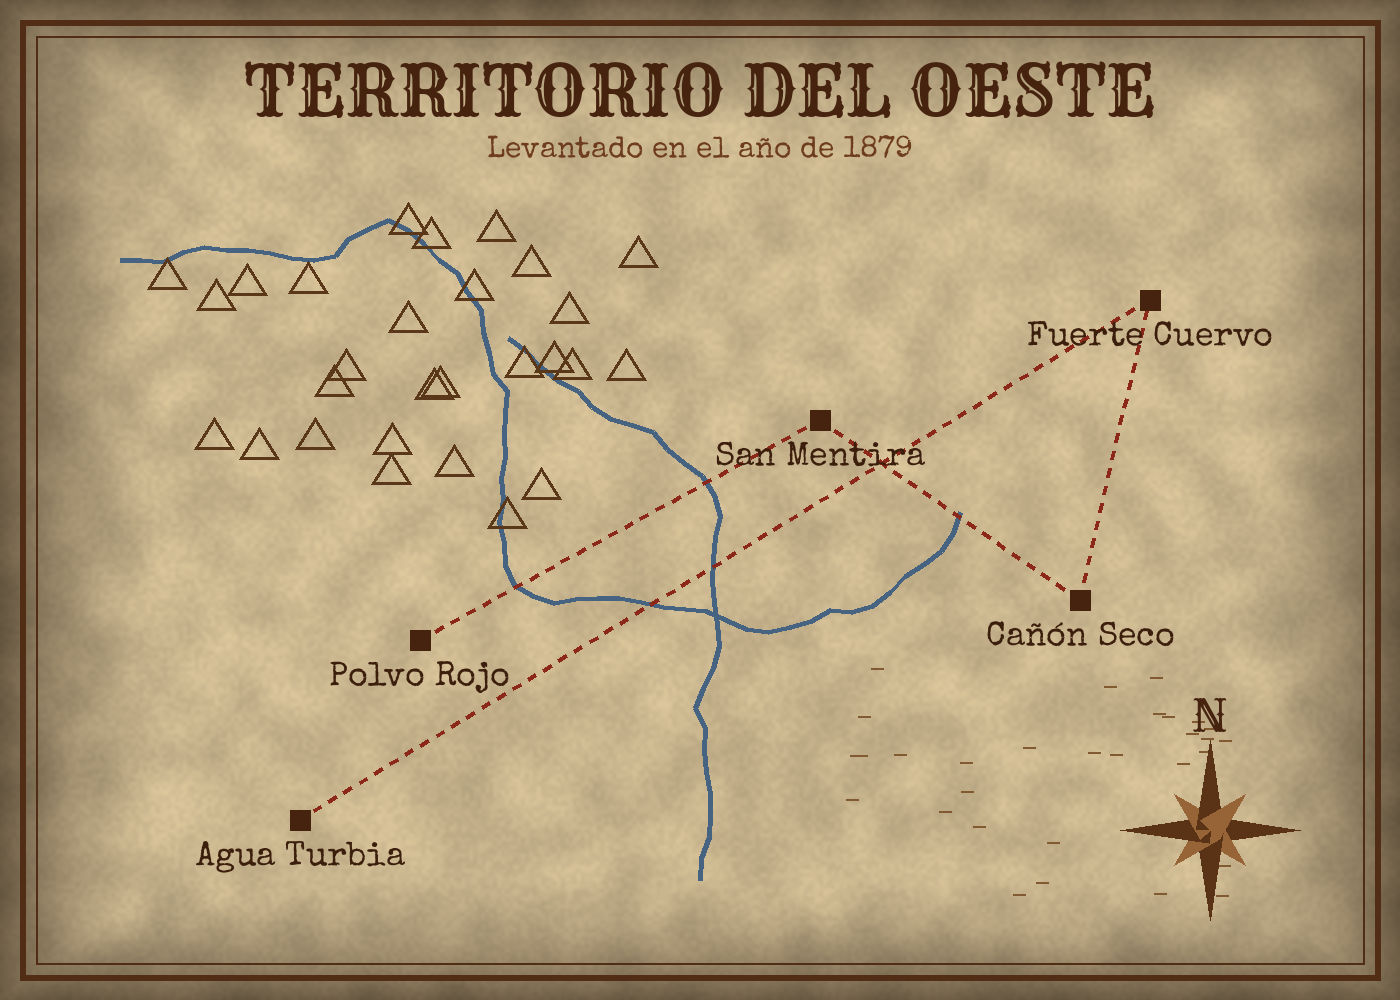 TERRITORIO DEL OESTE
Levantado en el año de 1879
Fuerte Cuervo
San Mentira
Cañón Seco
Polvo Rojo
N
Agua Turbia